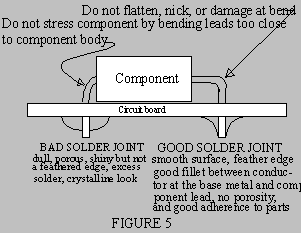 Do not flatten, nick, or damage at bend
Do not stress component by bending leads too close
to component body
Component
Circuit board
BAD SOLDER JOINT
dull, porous, shiny but not
a feathered edge, excess
solder, crystalline look
GOOD SOLDER JOINT
smooth surface, feather edge
good fillet between conduc-
tor at the base metal and comp
ponent lead, no porosity,
and good adherence to parts
FIGURE 5